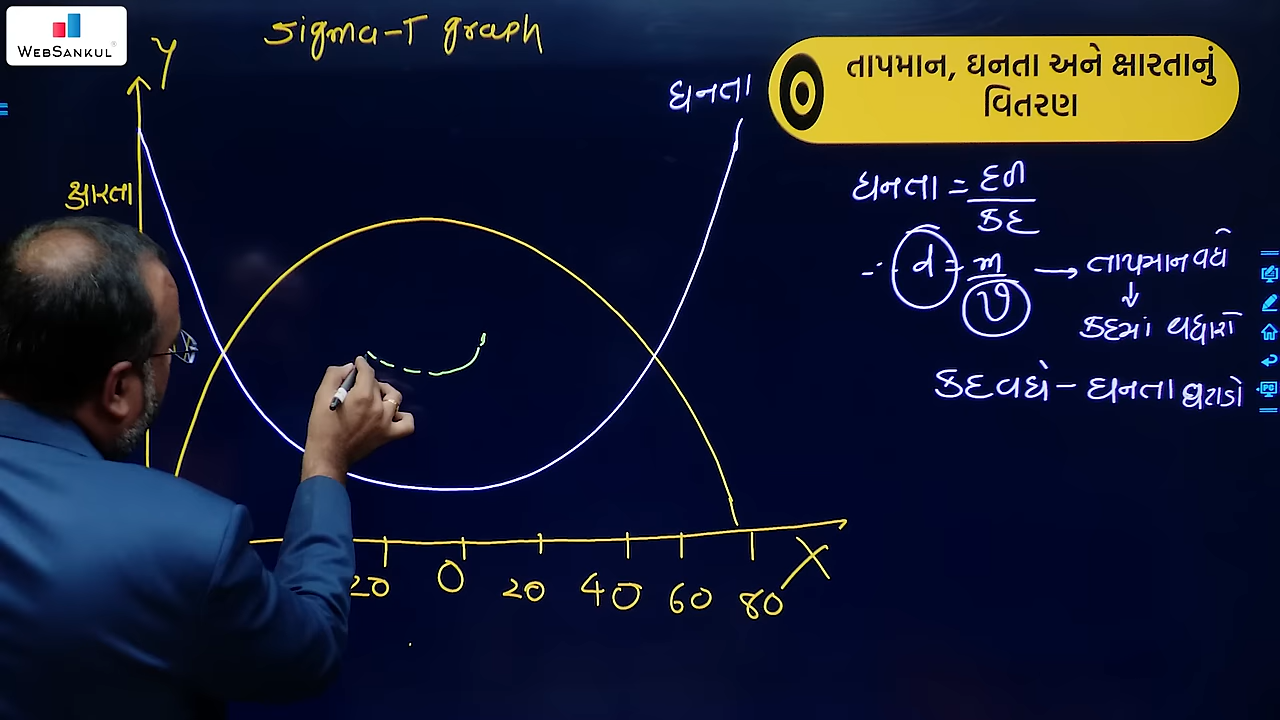 WEBSANKUL
Y
Sigma-T graph
ઘનતા
તાપમાન, ઘનતા અને ક્ષારતાનું
વિતરણ
ક્ષારતા
ઘનતા = દળ
કદ
d = m
v
→ તાપમાન વધે
↓
કદમાં વધારો
કદ વધે - ઘનતા ઘટાડો
20 0 20 40 60 80 X